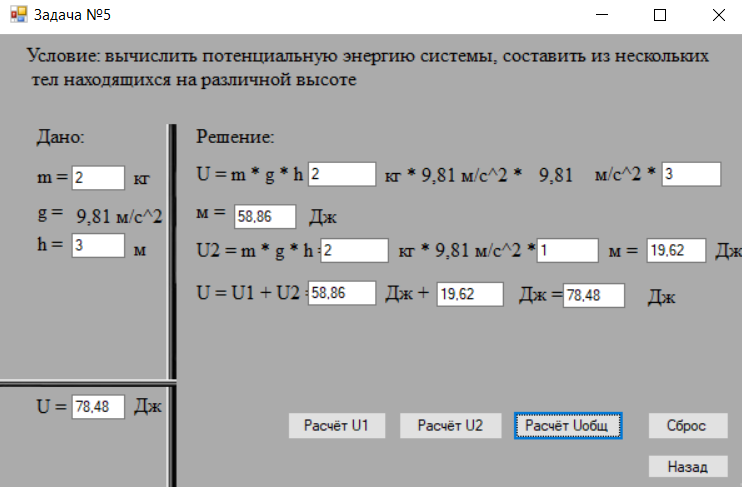 Задача №5
Условие: вычислить потенциальную энергию системы, составить из нескольких
тел находящихся на различной высоте
Дано:
m = 2 кг
g = 9,81 м/с^2
h = 3 м
Решение:
U = m * g * h 2 кг * 9,81 м/с^2 * 9,81 м/с^2 * 3
м = 58,86 Дж
U2 = m * g * h = 2 кг * 9,81 м/с^2 * 1 м = 19,62 Дж
U = U1 + U2 = 58,86 Дж + 19,62 Дж = 78,48 Дж
U = 78,48 Дж
Расчёт U1 Расчёт U2 Расчёт Uобщ Сброс
Назад